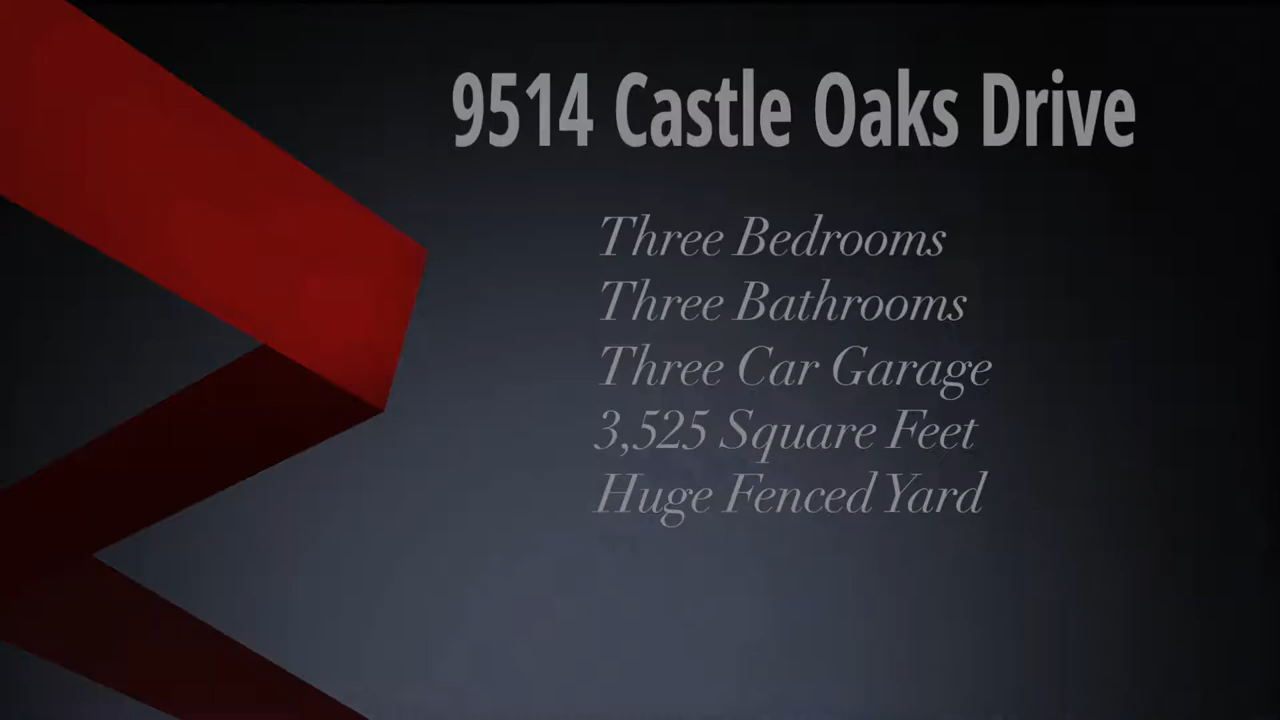 9514 Castle Oaks Drive
Three Bedrooms
Three Bathrooms
Three Car Garage
3,525 Square Feet
Huge Fenced Yard